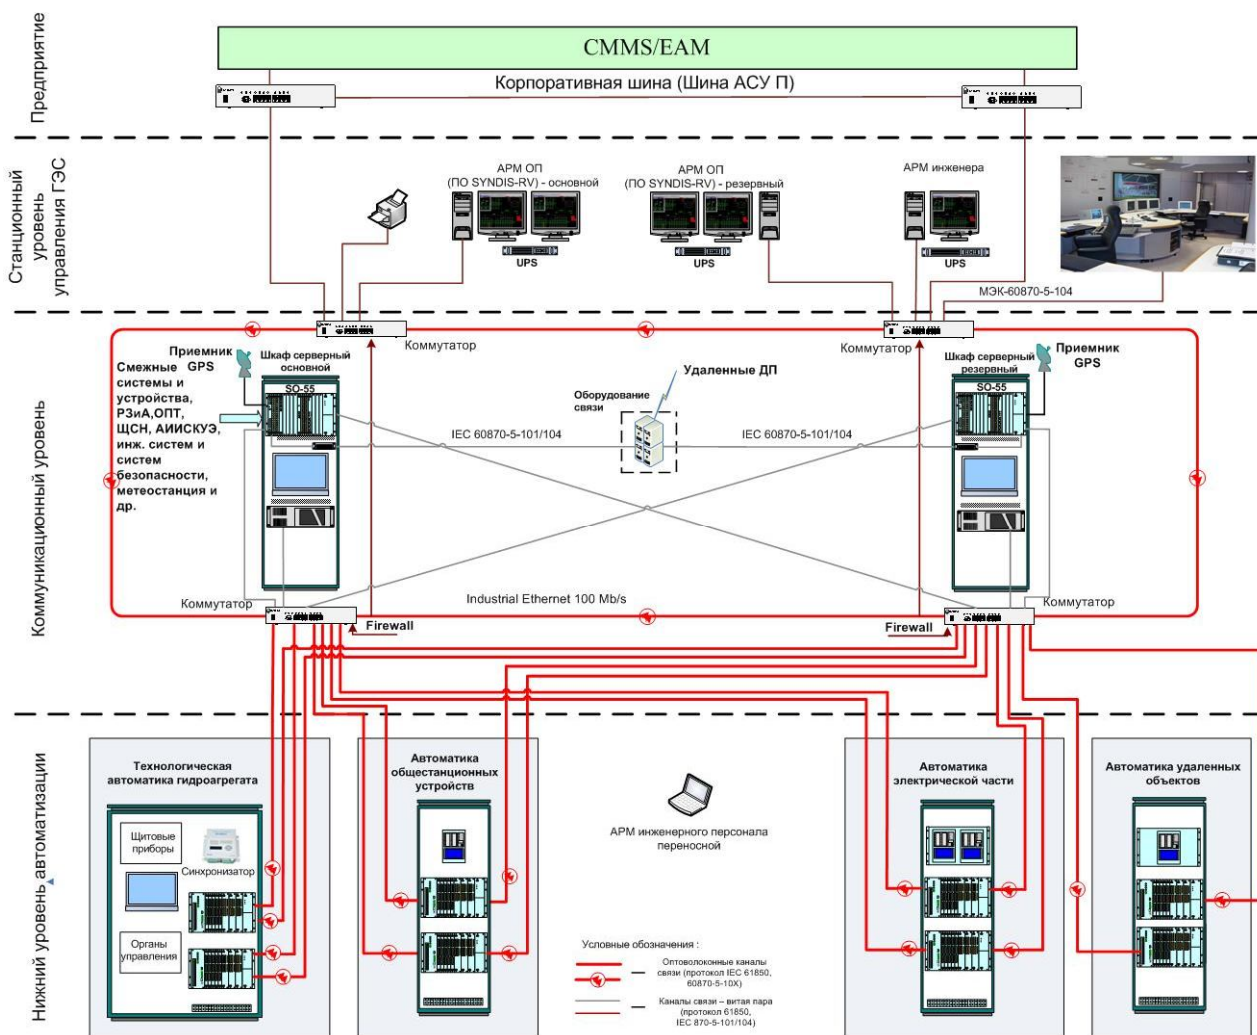 Предприятие
CMMS/EAM
Корпоративная шина (Шина АСУ П)
Станционный
уровень
управления ГЭС
АРМ ОП
(ПО SYNDIS-RV) - основной
UPS
АРМ ОП
(ПО SYNDIS-RV) - резервный
UPS
АРМ инженера
UPS
МЭК-60870-5-104
Коммуникационный уровень
Коммутатор
Коммутатор
Приемник
GPS
Шкаф серверный
основной
SO-55
Смежные
системы и
устройства,
РЗиА,ОПТ,
ЩСН, АИИСКУЭ,
инж. систем и
систем
безопасности,
метеостанция и
др.
Удаленные ДП
Оборудование
связи
IEC 60870-5-101/104
IEC 60870-5-101/104
Шкаф серверный
резервный
SO-55
Приемник
GPS
Коммутатор
Industrial Ethernet 100 Mb/s
Коммутатор
Firewall
Firewall
Нижний уровень автоматизации
Технологическая
автоматика гидроагрегата
Щитовые
приборы
Синхронизатор
Органы
управления
Автоматика
общестанционных
устройств
АРМ инженерного персонала
переносной
Автоматика
электрической части
Автоматика удаленных
объектов
Условные обозначения :
Оптоволоконные каналы
связи (протокол IEC 61850,
60870-5-10X)
Каналы связи – витая пара
(протокол 61850,
IEC 870-5-101/104)